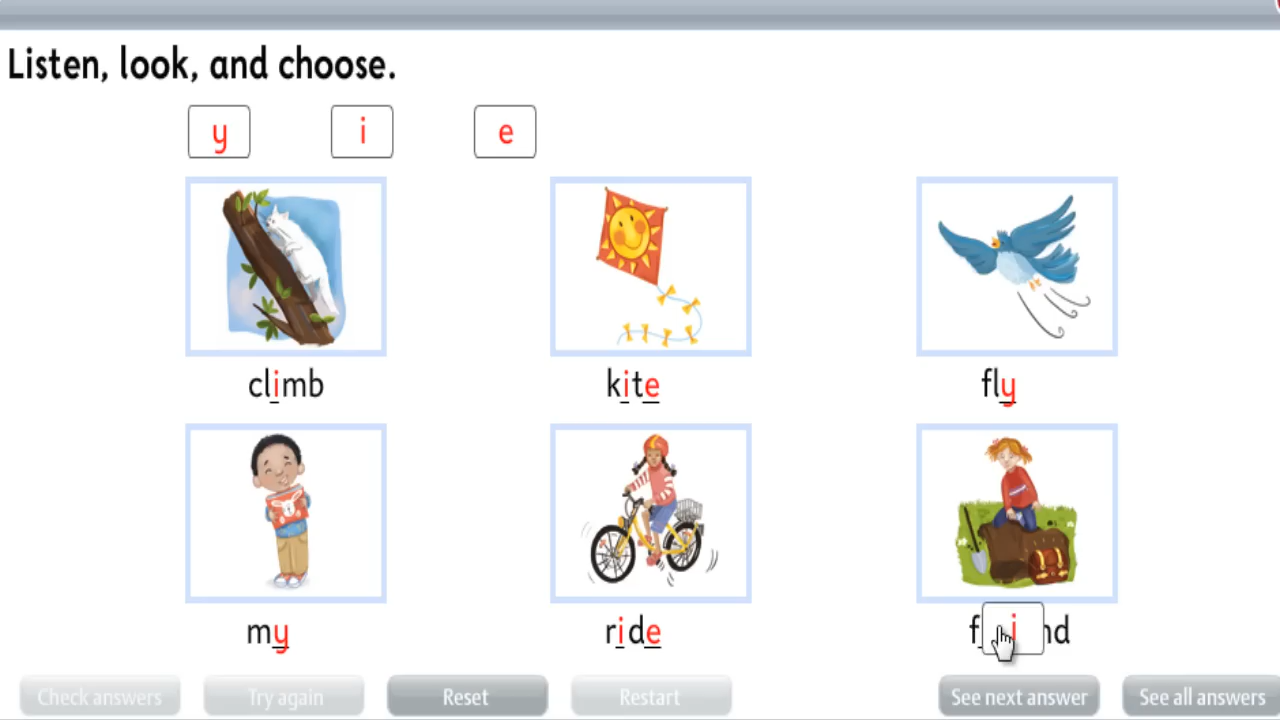 Listen, look, and choose.
y i e
climb kite fly
my ride f i nd
Check answers Try again Reset Restart See next answer See all answers